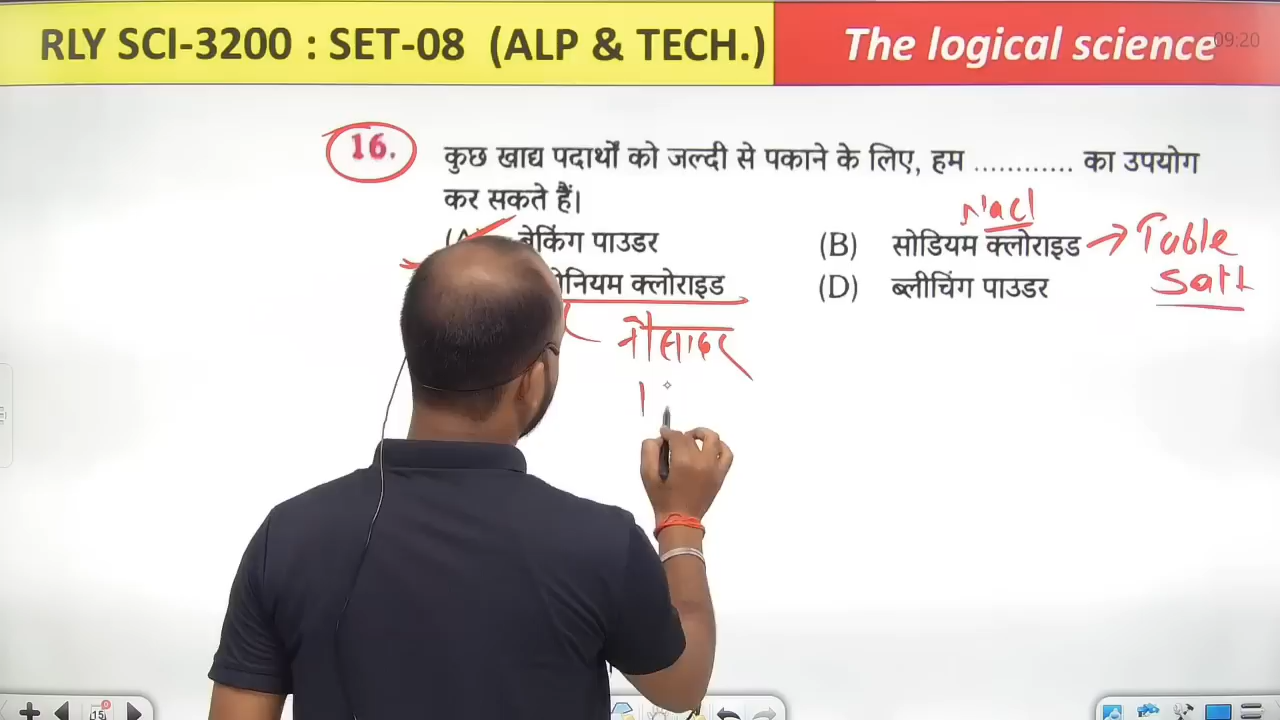 RLY SCI-3200 : SET-08 (ALP & TECH.) The logical science
09:20
16. कुछ खाद्य पदार्थों को जल्दी से पकाने के लिए, हम ............ का उपयोग
कर सकते हैं।
NaCl
(A) बेकिंग पाउडर (B) सोडियम क्लोराइड → Table
Salt
ोनियम क्लोराइड (D) ब्लीचिंग पाउडर
नौसादर
15